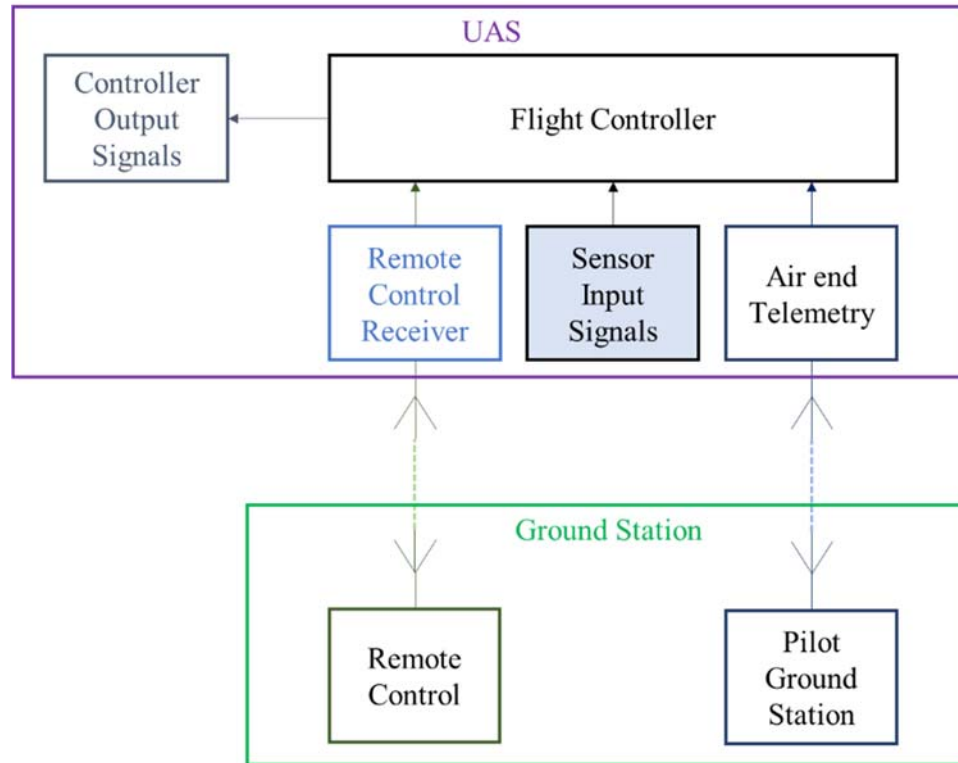 UAS
Controller
Output
Signals
Flight Controller
Remote
Control
Receiver
Sensor
Input
Signals
Air end
Telemetry
Ground Station
Remote
Control
Pilot
Ground
Station